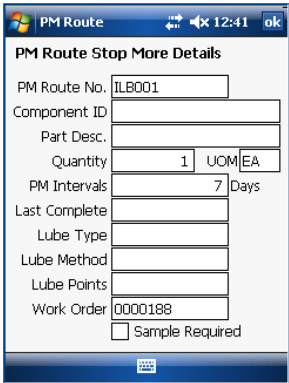 PM Route 12:41 ok
PM Route Stop More Details
PM Route No. ILB001
Component ID
Part Desc.
Quantity 1 UOM EA
PM Intervals 7 Days
Last Complete
Lube Type
Lube Method
Lube Points
Work Order 0000188
Sample Required